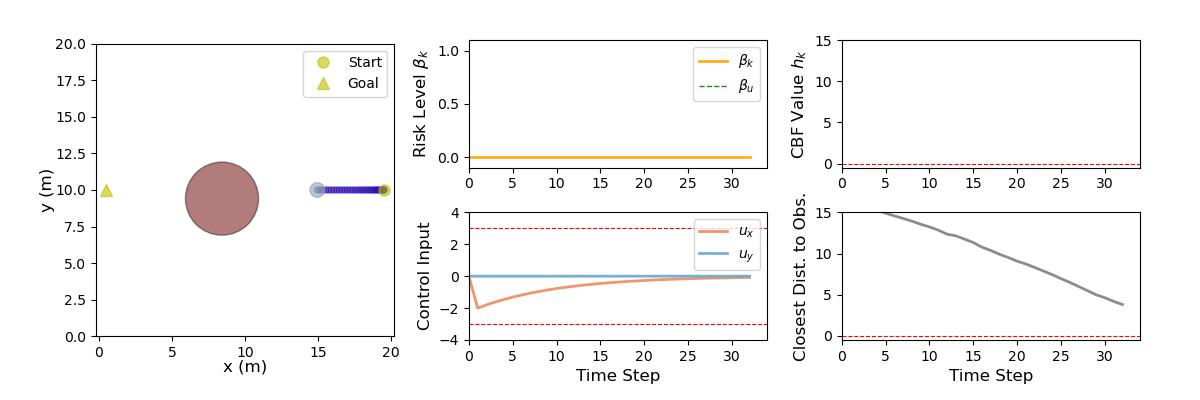 20.0
17.5
15.0
12.5
10.0
7.5
5.0
2.5
0.0
y (m)
0 5 10 15 20
x (m)
Start
Goal
Risk Level βₖ
1.0
0.5
0.0
0 5 10 15 20 25 30
βₖ
βᵤ
CBF Value hₖ
15
10
5
0
0 5 10 15 20 25 30
Control Input
4
2
0
−2
−4
0 5 10 15 20 25 30
Time Step
uₓ
u_y
Closest Dist. to Obs.
15
10
5
0
0 5 10 15 20 25 30
Time Step